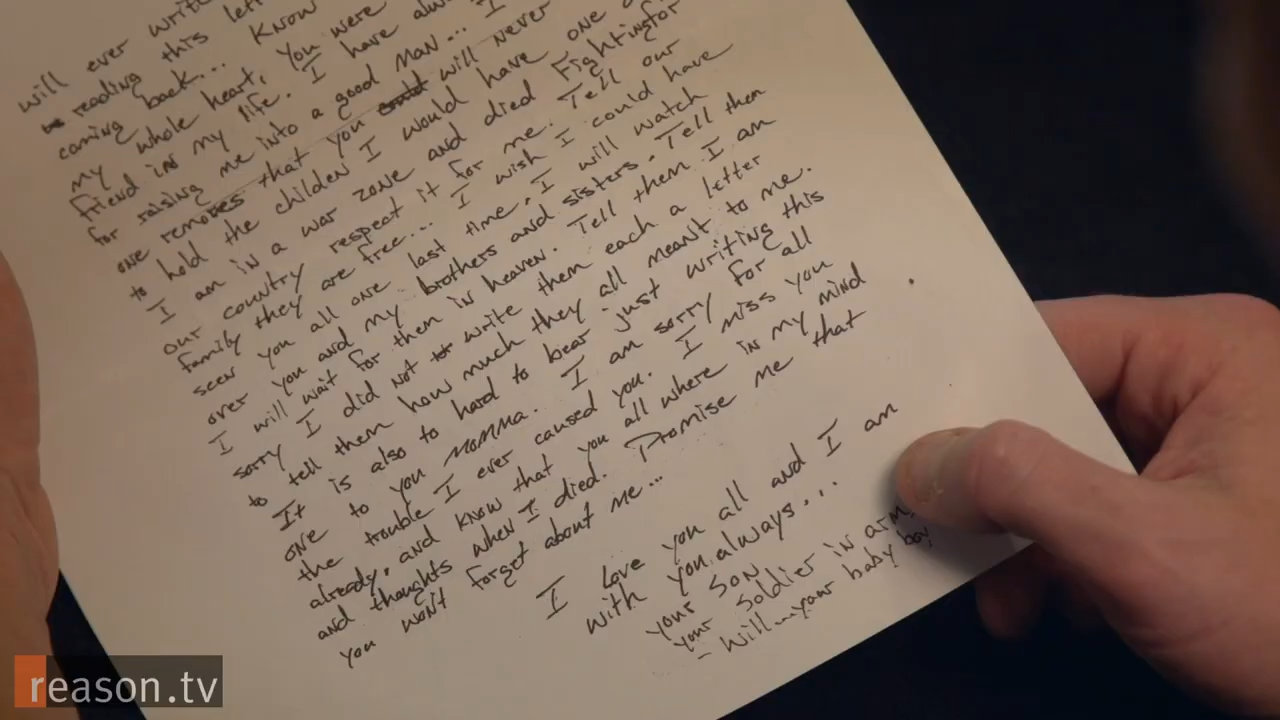 will ever write
reading this lett
coming back... Know
my whole heart, You were alw
friend in my life. I have
for raising me into a good man... I
one remotes that you will never
to hold the children I would have one
I am in a war zone and died Fighting for
our country respect it for me. Tell our
family they are free... I wish I could have
seen you all one last time, I will watch
over you and my brothers and sisters. Tell them
I will wait for them in heaven. Tell them I am
sorry I did not write them each a letter
to tell them how much they all meant to me.
It is also to hard to bear just writing this
one to you MOMMA. I am sorry for all
the trouble I ever caused you. I miss you
already, and know that you all where in my mind
and thoughts when I died. Promise me that
you won't forget about me...
I love you all and I am
with you always...
your SON
your soldier in arms
- Will - your baby boy
reason.tv